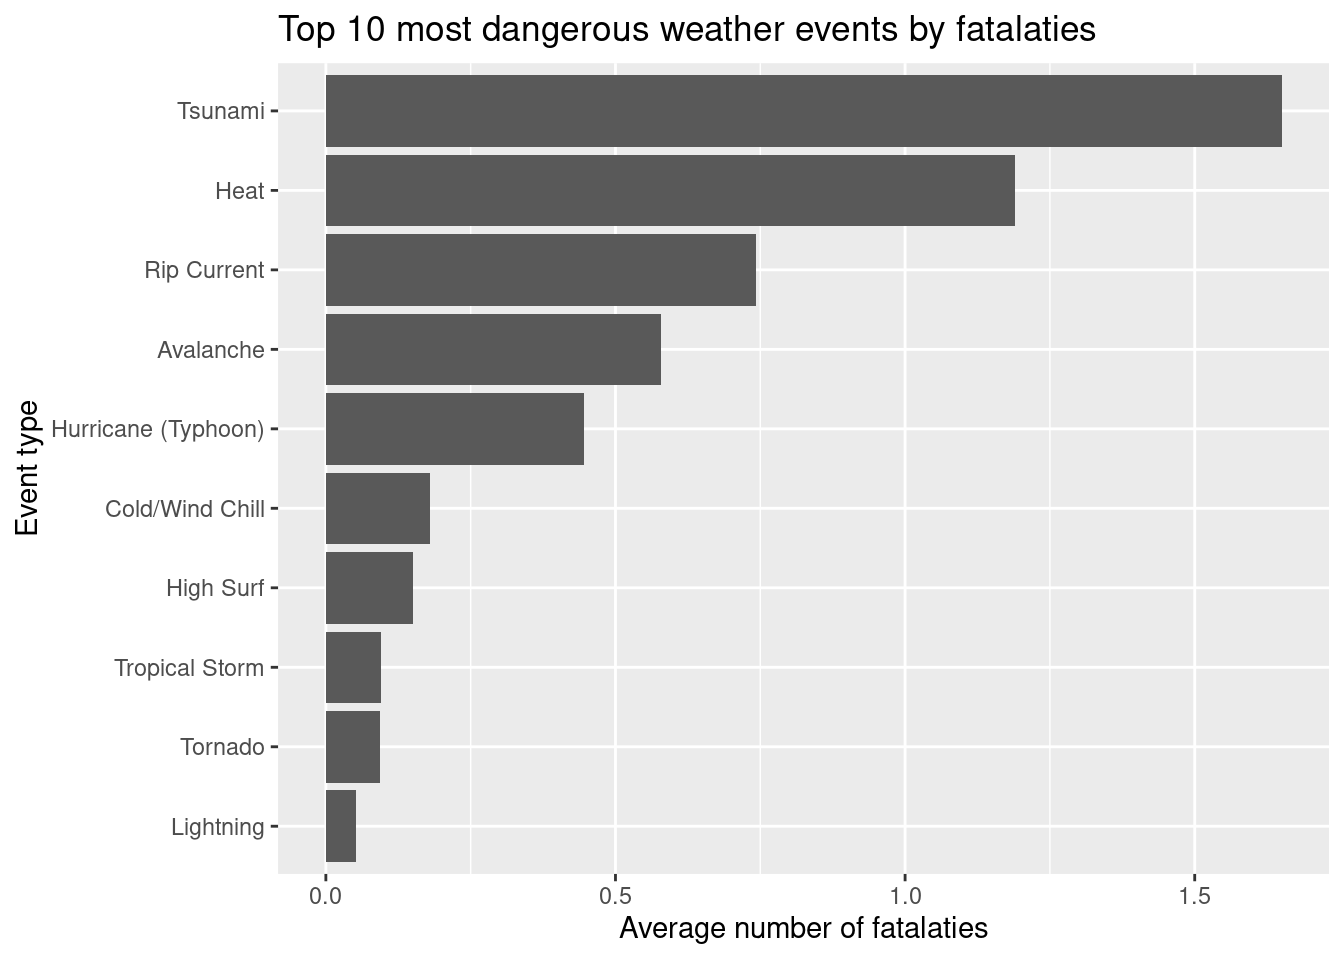 Top 10 most dangerous weather events by fatalaties
Event type
Tsunami
Heat
Rip Current
Avalanche
Hurricane (Typhoon)
Cold/Wind Chill
High Surf
Tropical Storm
Tornado
Lightning
0.0 0.5 1.0 1.5
Average number of fatalaties